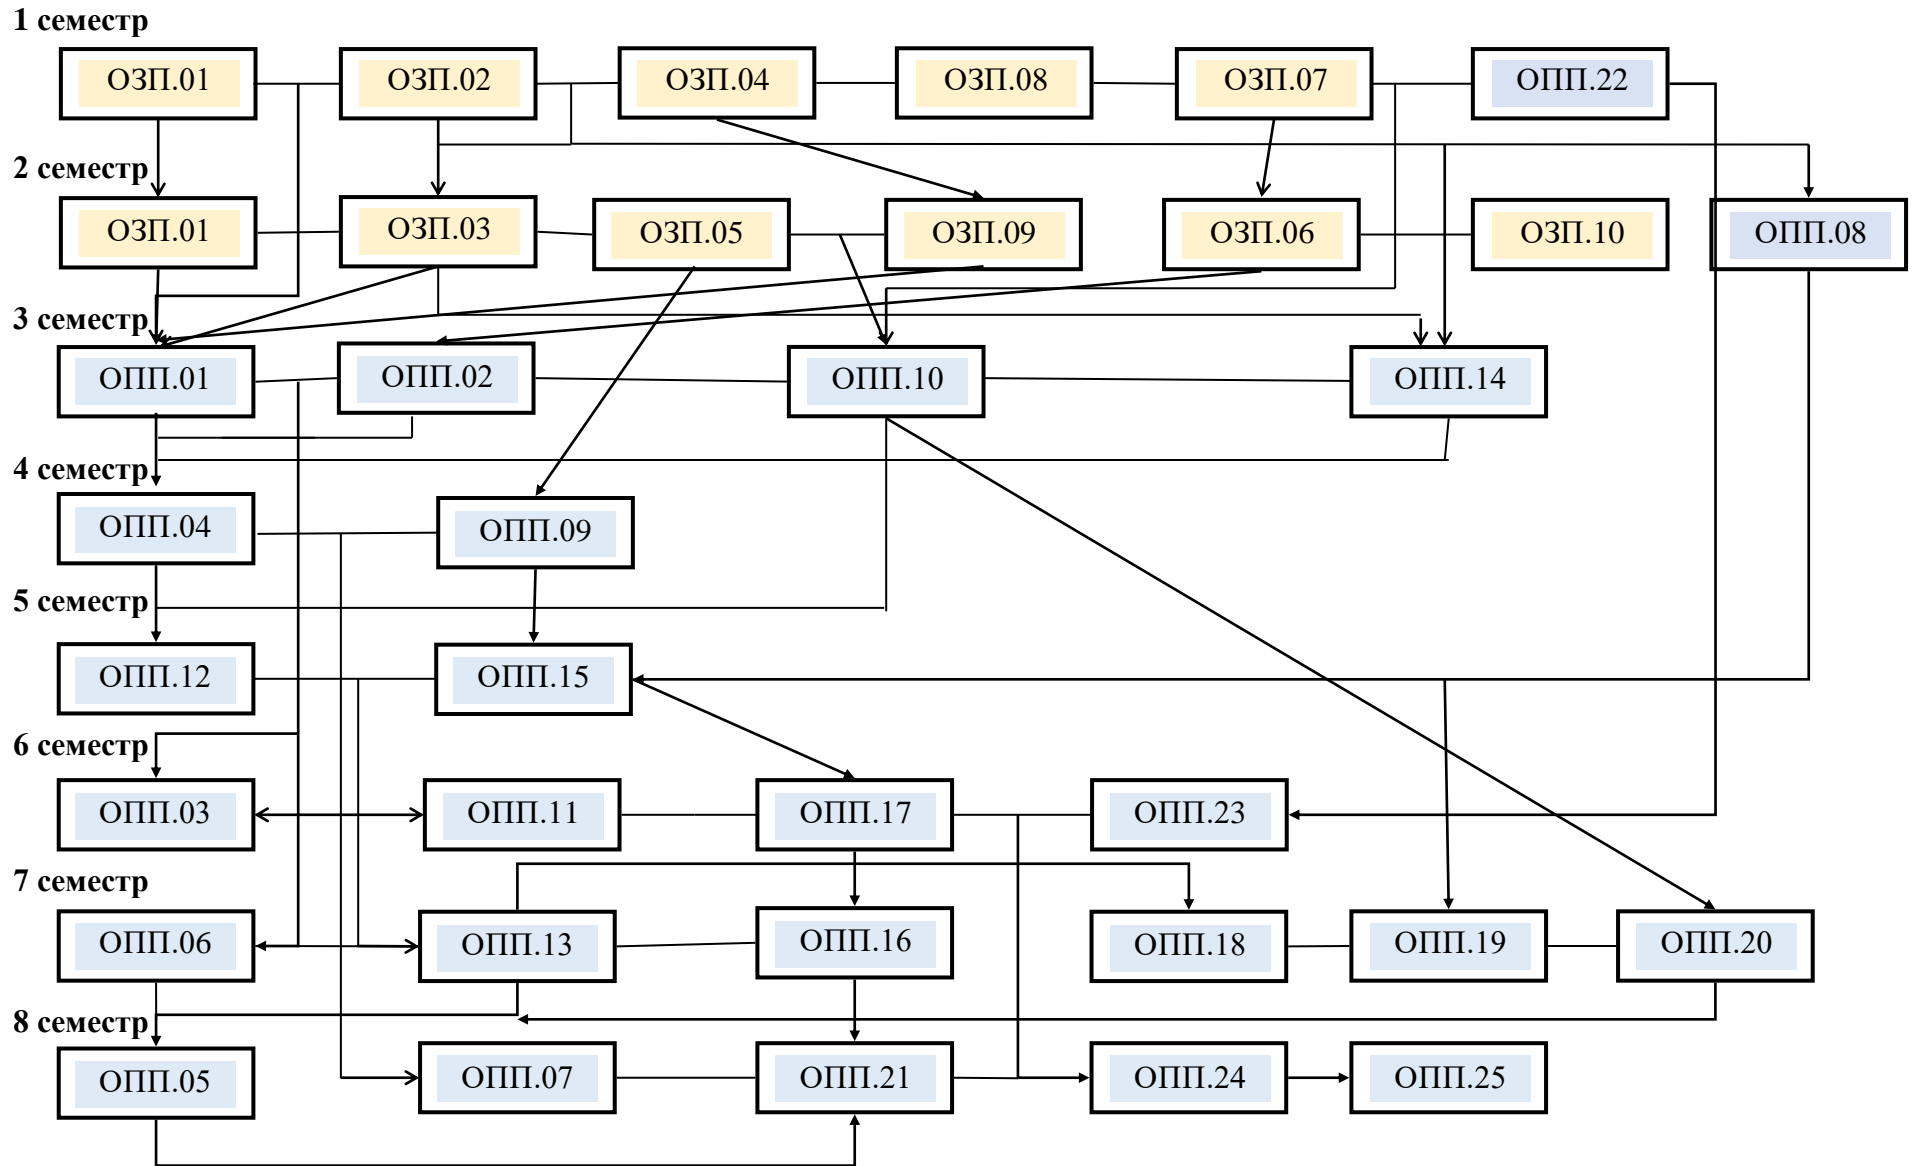 1 семестр
ОЗП.01 ОЗП.02 ОЗП.04 ОЗП.08 ОЗП.07 ОПП.22
2 семестр
ОЗП.01 ОЗП.03 ОЗП.05 ОЗП.09 ОЗП.06 ОЗП.10 ОПП.08
3 семестр
ОПП.01 ОПП.02 ОПП.10 ОПП.14
4 семестр
ОПП.04 ОПП.09
5 семестр
ОПП.12 ОПП.15
6 семестр
ОПП.03 ОПП.11 ОПП.17 ОПП.23
7 семестр
ОПП.06 ОПП.13 ОПП.16 ОПП.18 ОПП.19 ОПП.20
8 семестр
ОПП.05 ОПП.07 ОПП.21 ОПП.24 ОПП.25